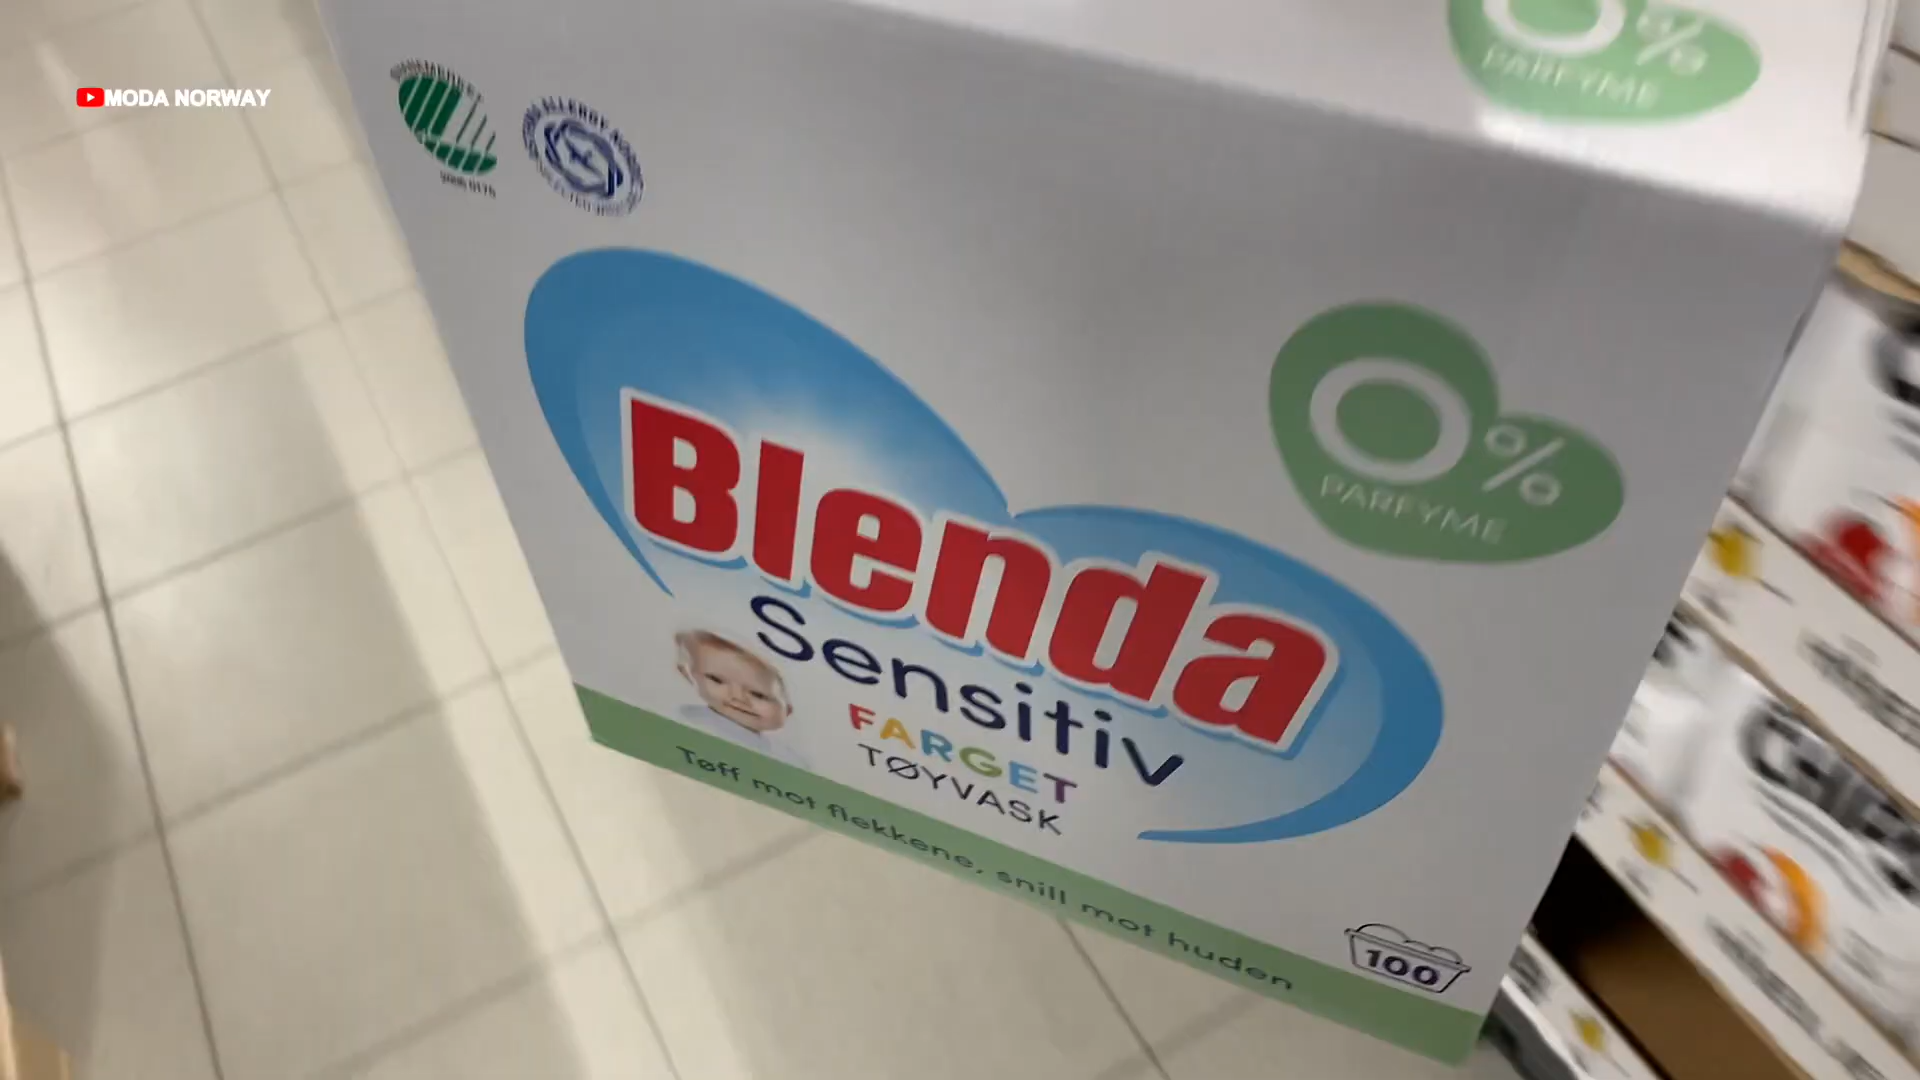 MODA NORWAY
0%
PARFYME
0%
PARFYME
Blenda
Sensitiv
FARGET
TØYVASK
Tøff mot flekkene, snill mot huden
100